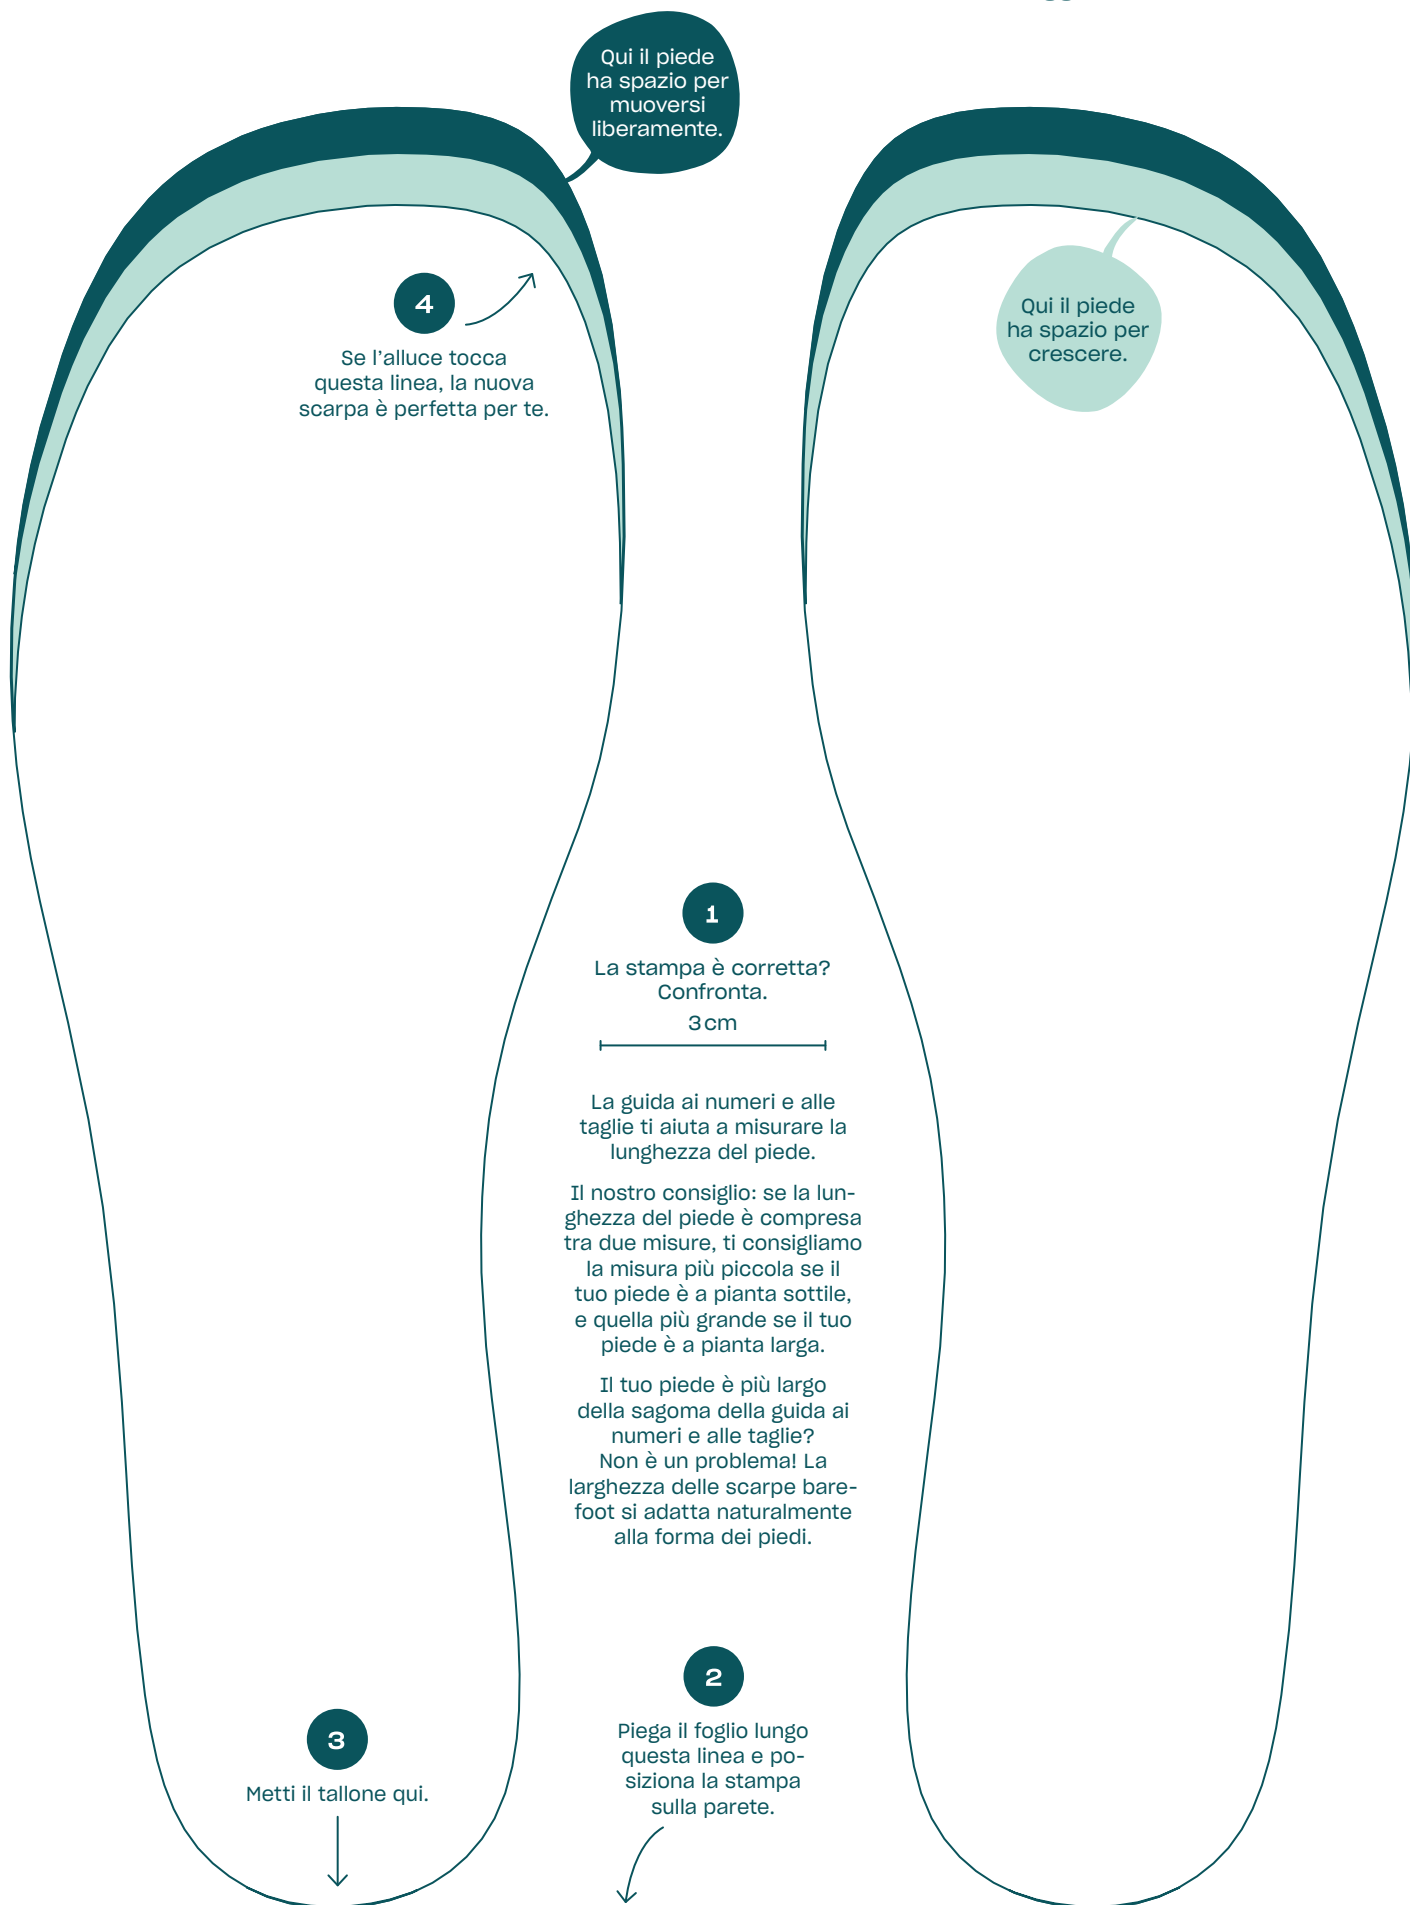 Qui il piede
ha spazio per
muoversi
liberamente.
4
Se l'alluce tocca
questa linea, la nuova
scarpa è perfetta per te.
Qui il piede
ha spazio per
crescere.
1
La stampa è corretta?
Confronta.
3 cm
La guida ai numeri e alle
taglie ti aiuta a misurare la
lunghezza del piede.
Il nostro consiglio: se la lun-
ghezza del piede è compresa
tra due misure, ti consigliamo
la misura più piccola se il
tuo piede è a pianta sottile,
e quella più grande se il tuo
piede è a pianta larga.
Il tuo piede è più largo
della sagoma della guida ai
numeri e alle taglie?
Non è un problema! La
larghezza delle scarpe bare-
foot si adatta naturalmente
alla forma dei piedi.
2
Piega il foglio lungo
questa linea e po-
siziona la stampa
sulla parete.
3
Metti il tallone qui.